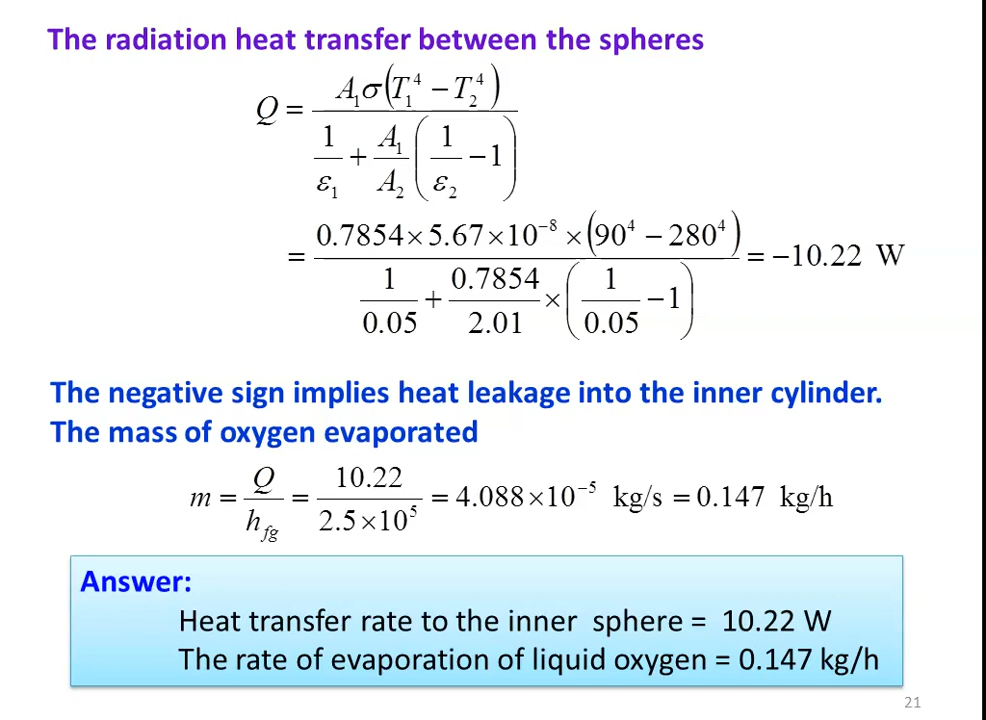 The radiation heat transfer between the spheres
Q = A₁σ(T₁⁴ − T₂⁴) / (1/ε₁ + A₁/A₂ (1/ε₂ − 1))
= 0.7854×5.67×10⁻⁸×(90⁴ − 280⁴) / (1/0.05 + 0.7854/2.01 × (1/0.05 − 1)) = −10.22 W
The negative sign implies heat leakage into the inner cylinder.
The mass of oxygen evaporated
m = Q/h_fg = 10.22/(2.5×10⁵) = 4.088×10⁻⁵ kg/s = 0.147 kg/h
Answer:
Heat transfer rate to the inner sphere = 10.22 W
The rate of evaporation of liquid oxygen = 0.147 kg/h
21